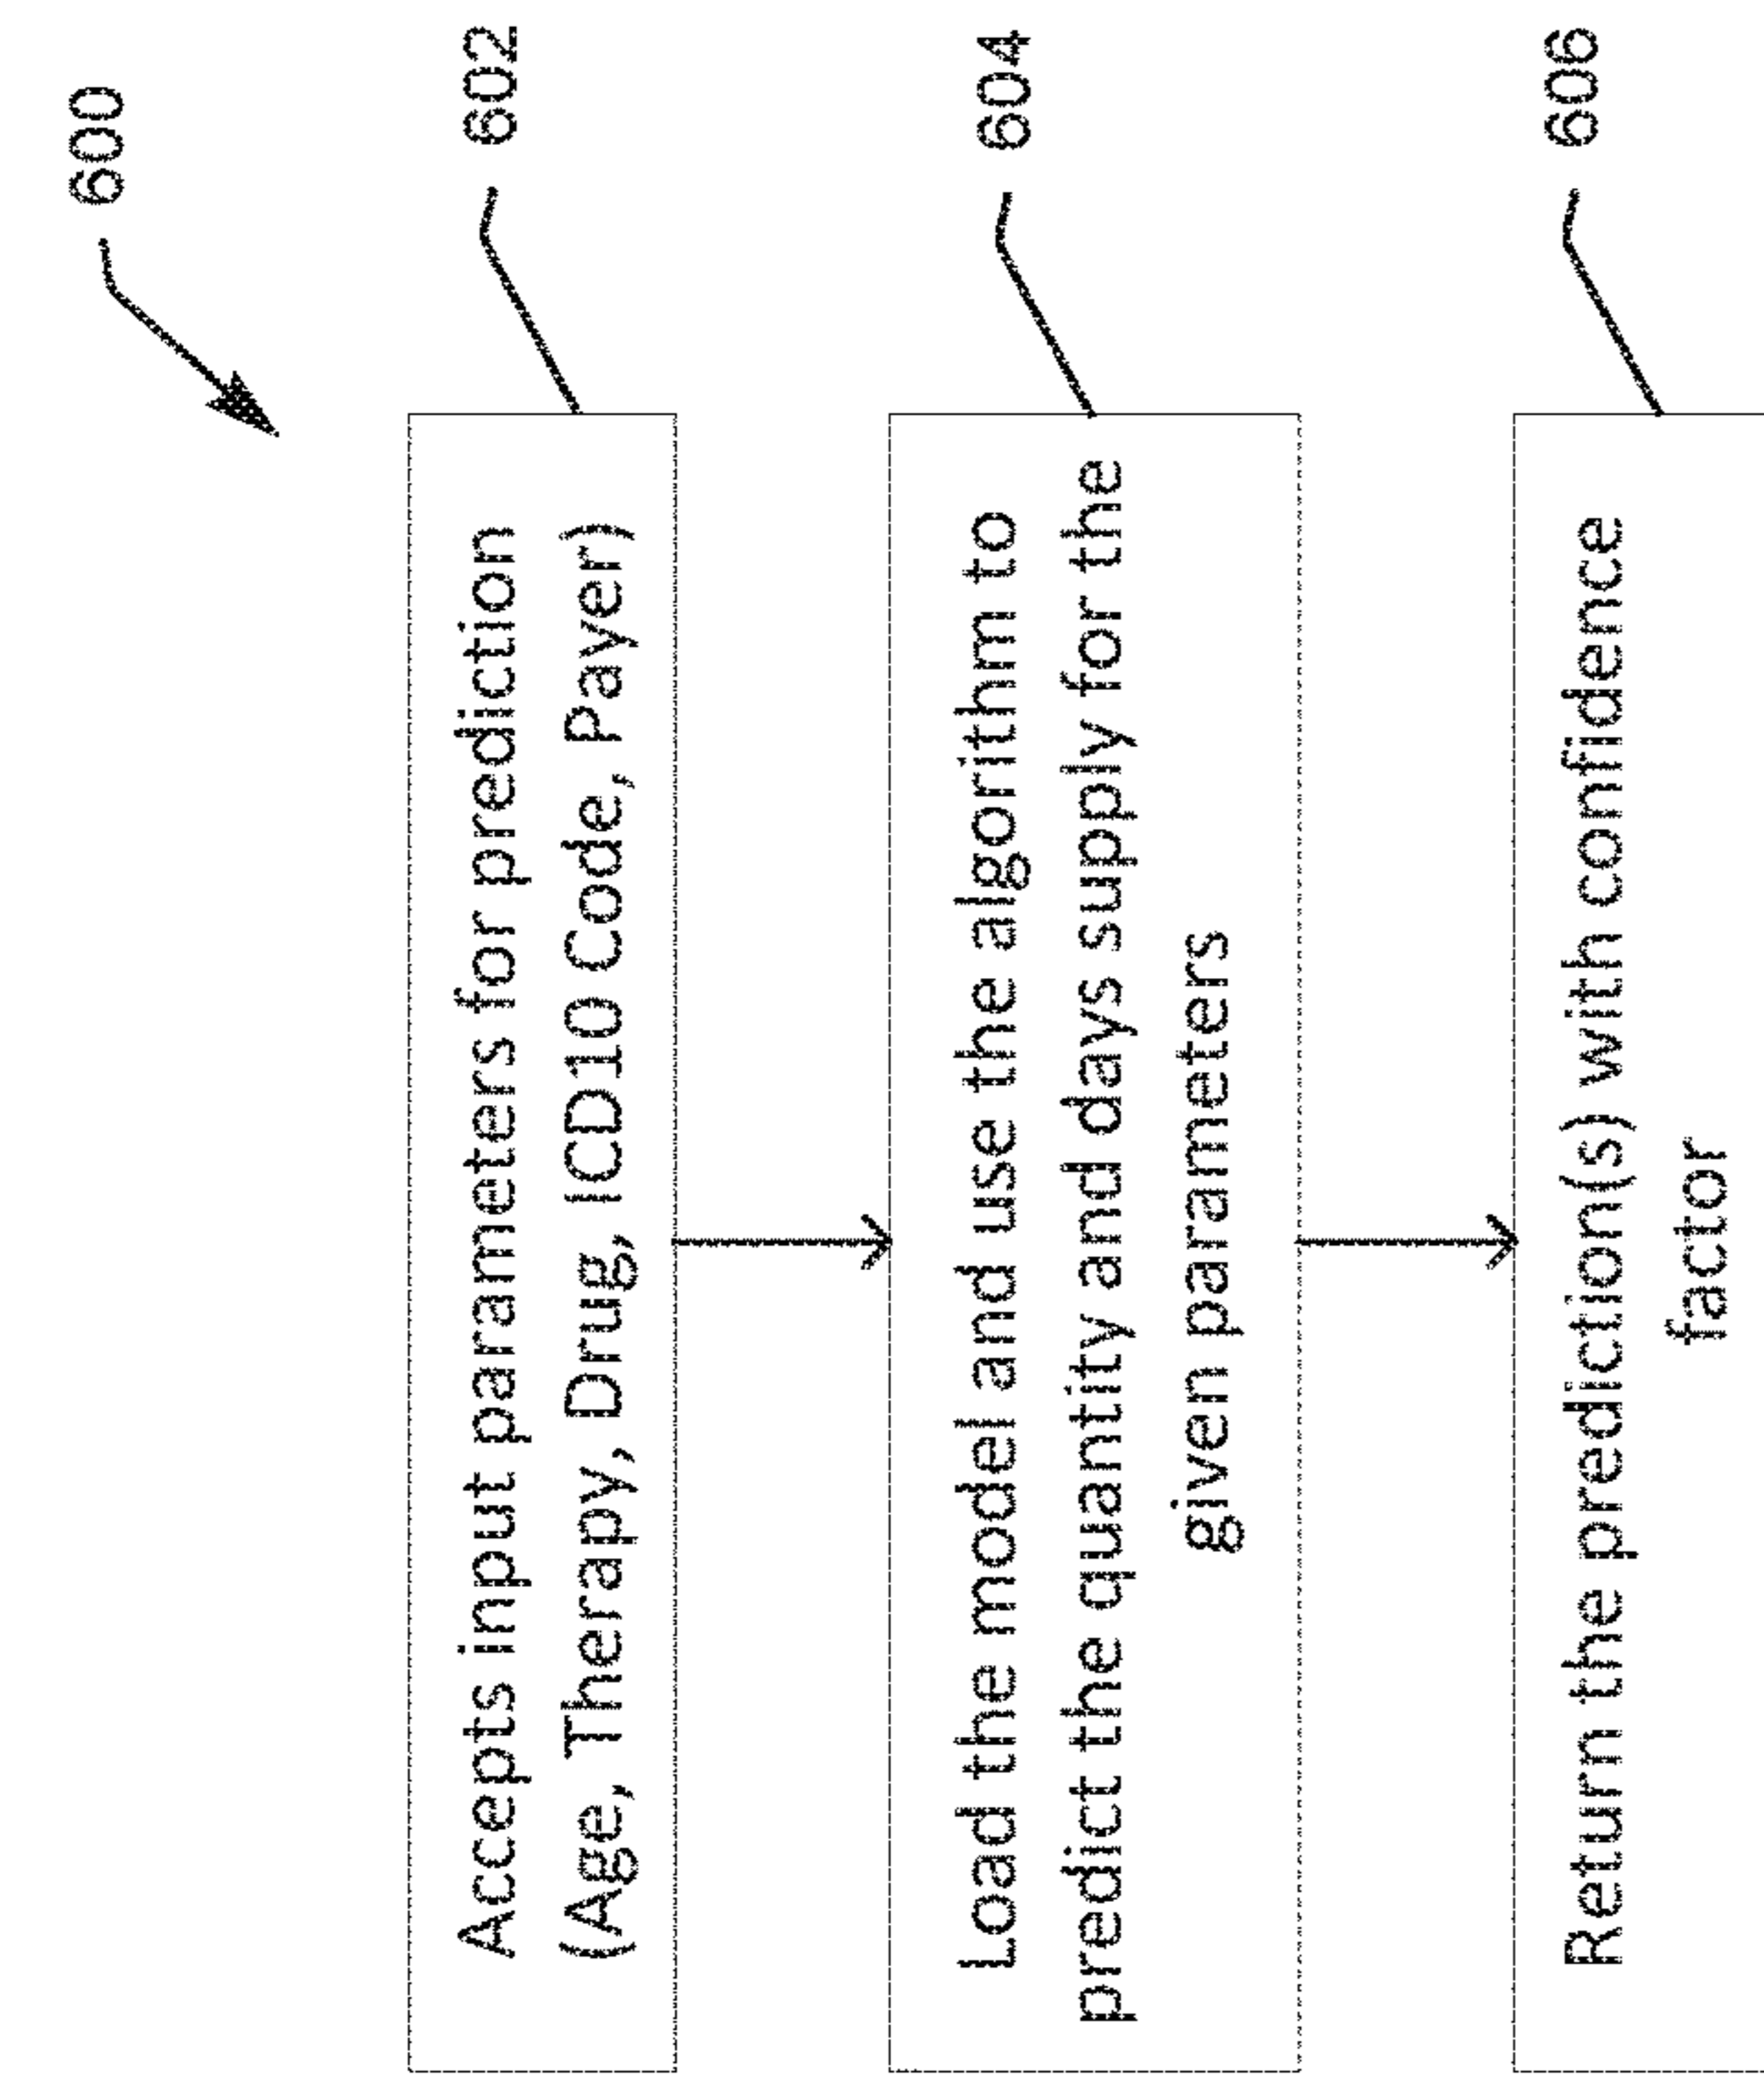 600
Accepts input parameters for prediction
(Age, Therapy, Drug, ICD10 Code, Payer)
602
Load the model and use the algorithm to
predict the quantity and days supply for the
given parameters
604
Return the prediction(s) with confidence
factor
606